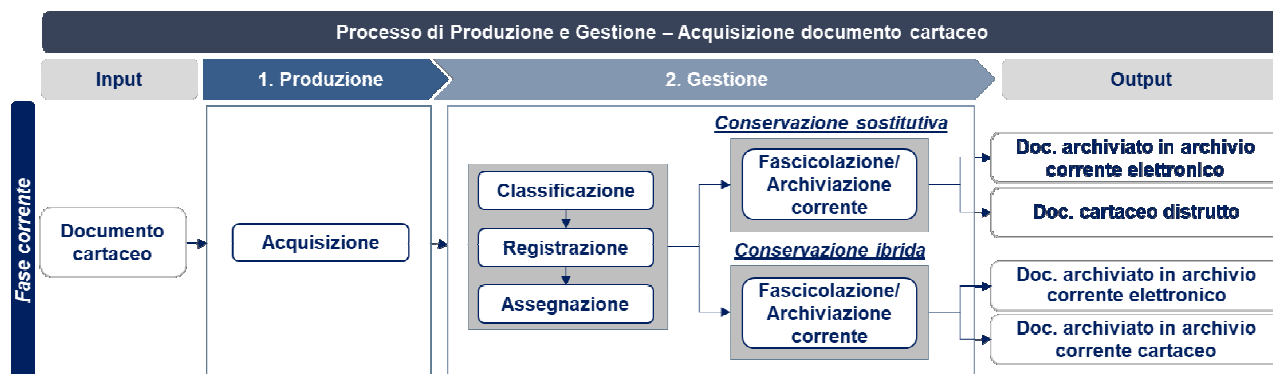 Processo di Produzione e Gestione – Acquisizione documento cartaceo
Input
1. Produzione
2. Gestione
Output
Fase corrente
Documento
cartaceo
Acquisizione
Classificazione
Registrazione
Assegnazione
Conservazione sostitutiva
Fascicolazione/
Archiviazione
corrente
Conservazione ibrida
Fascicolazione/
Archiviazione
corrente
Doc. archiviato in archivio
corrente elettronico
Doc. cartaceo distrutto
Doc. archiviato in archivio
corrente elettronico
Doc. archiviato in archivio
corrente cartaceo